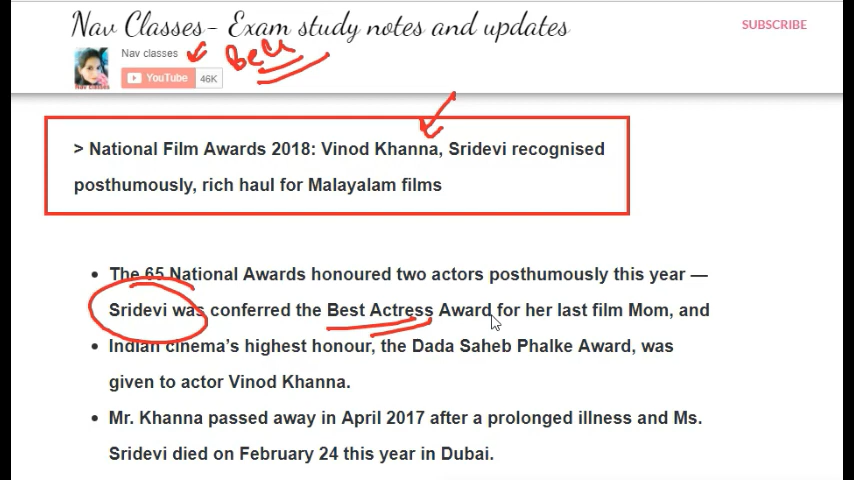 Nav Classes- Exam study notes and updates
SUBSCRIBE
Nav classes
YouTube 46K
Nav classes
> National Film Awards 2018: Vinod Khanna, Sridevi recognised
posthumously, rich haul for Malayalam films
• The 65 National Awards honoured two actors posthumously this year —
Sridevi was conferred the Best Actress Award for her last film Mom, and
• Indian cinema's highest honour, the Dada Saheb Phalke Award, was
given to actor Vinod Khanna.
• Mr. Khanna passed away in April 2017 after a prolonged illness and Ms.
Sridevi died on February 24 this year in Dubai.